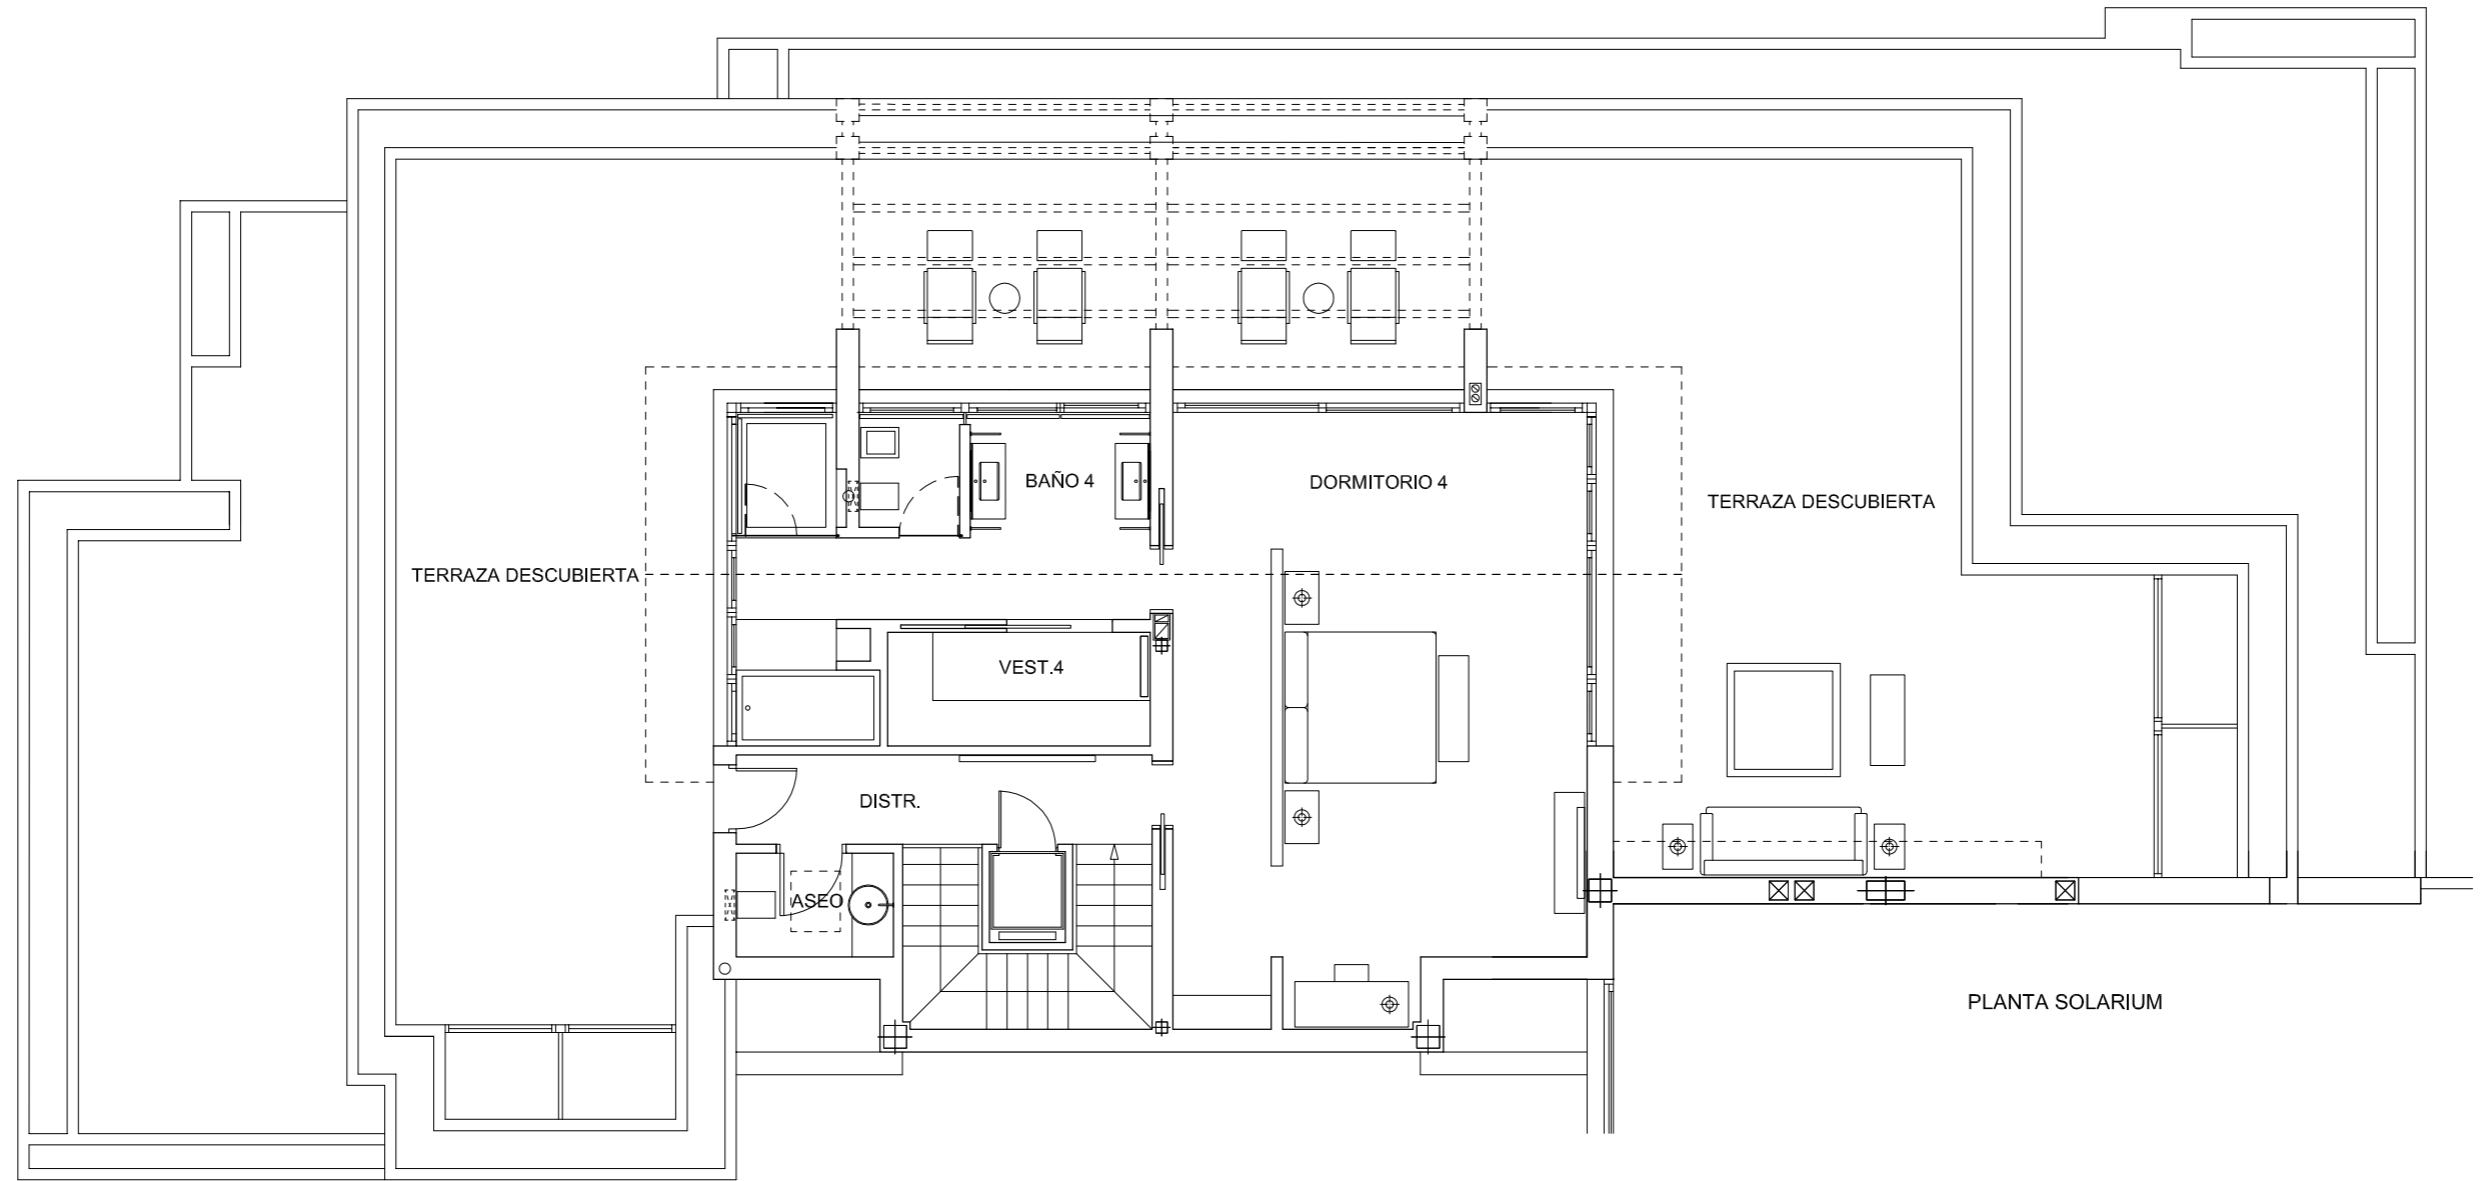 BAÑO 4
DORMITORIO 4
TERRAZA DESCUBIERTA
TERRAZA DESCUBIERTA
VEST.4
DISTR.
ASEO
PLANTA SOLARIUM